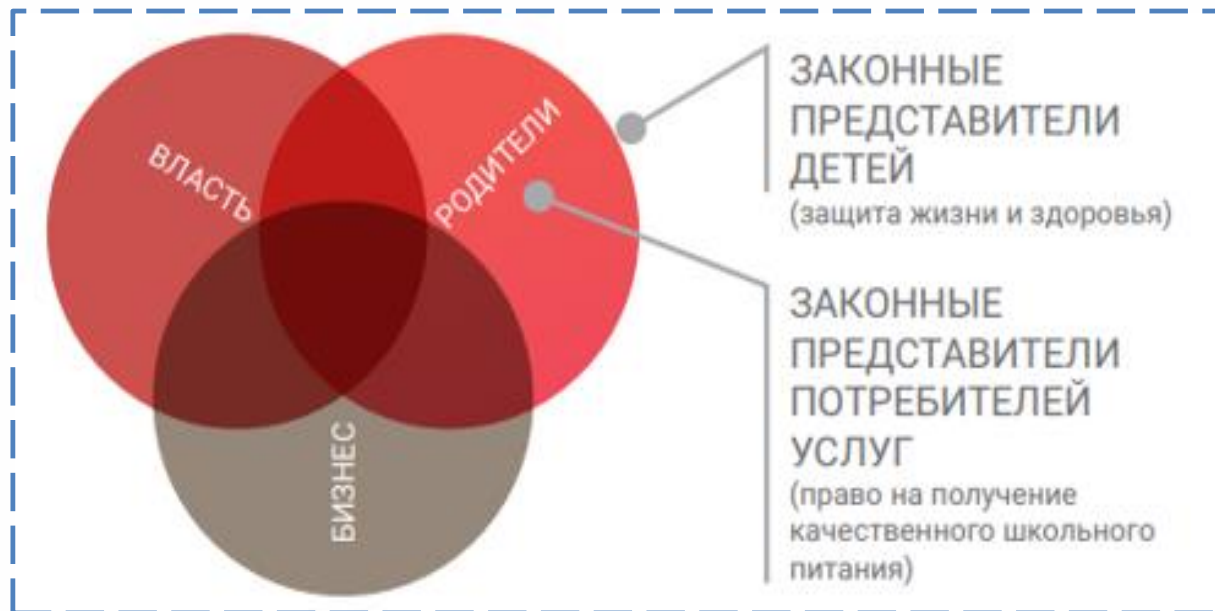 ВЛАСТЬ
РОДИТЕЛИ
БИЗНЕС
ЗАКОННЫЕ
ПРЕДСТАВИТЕЛИ
ДЕТЕЙ
(защита жизни и здоровья)
ЗАКОННЫЕ
ПРЕДСТАВИТЕЛИ
ПОТРЕБИТЕЛЕЙ
УСЛУГ
(право на получение
качественного школьного
питания)